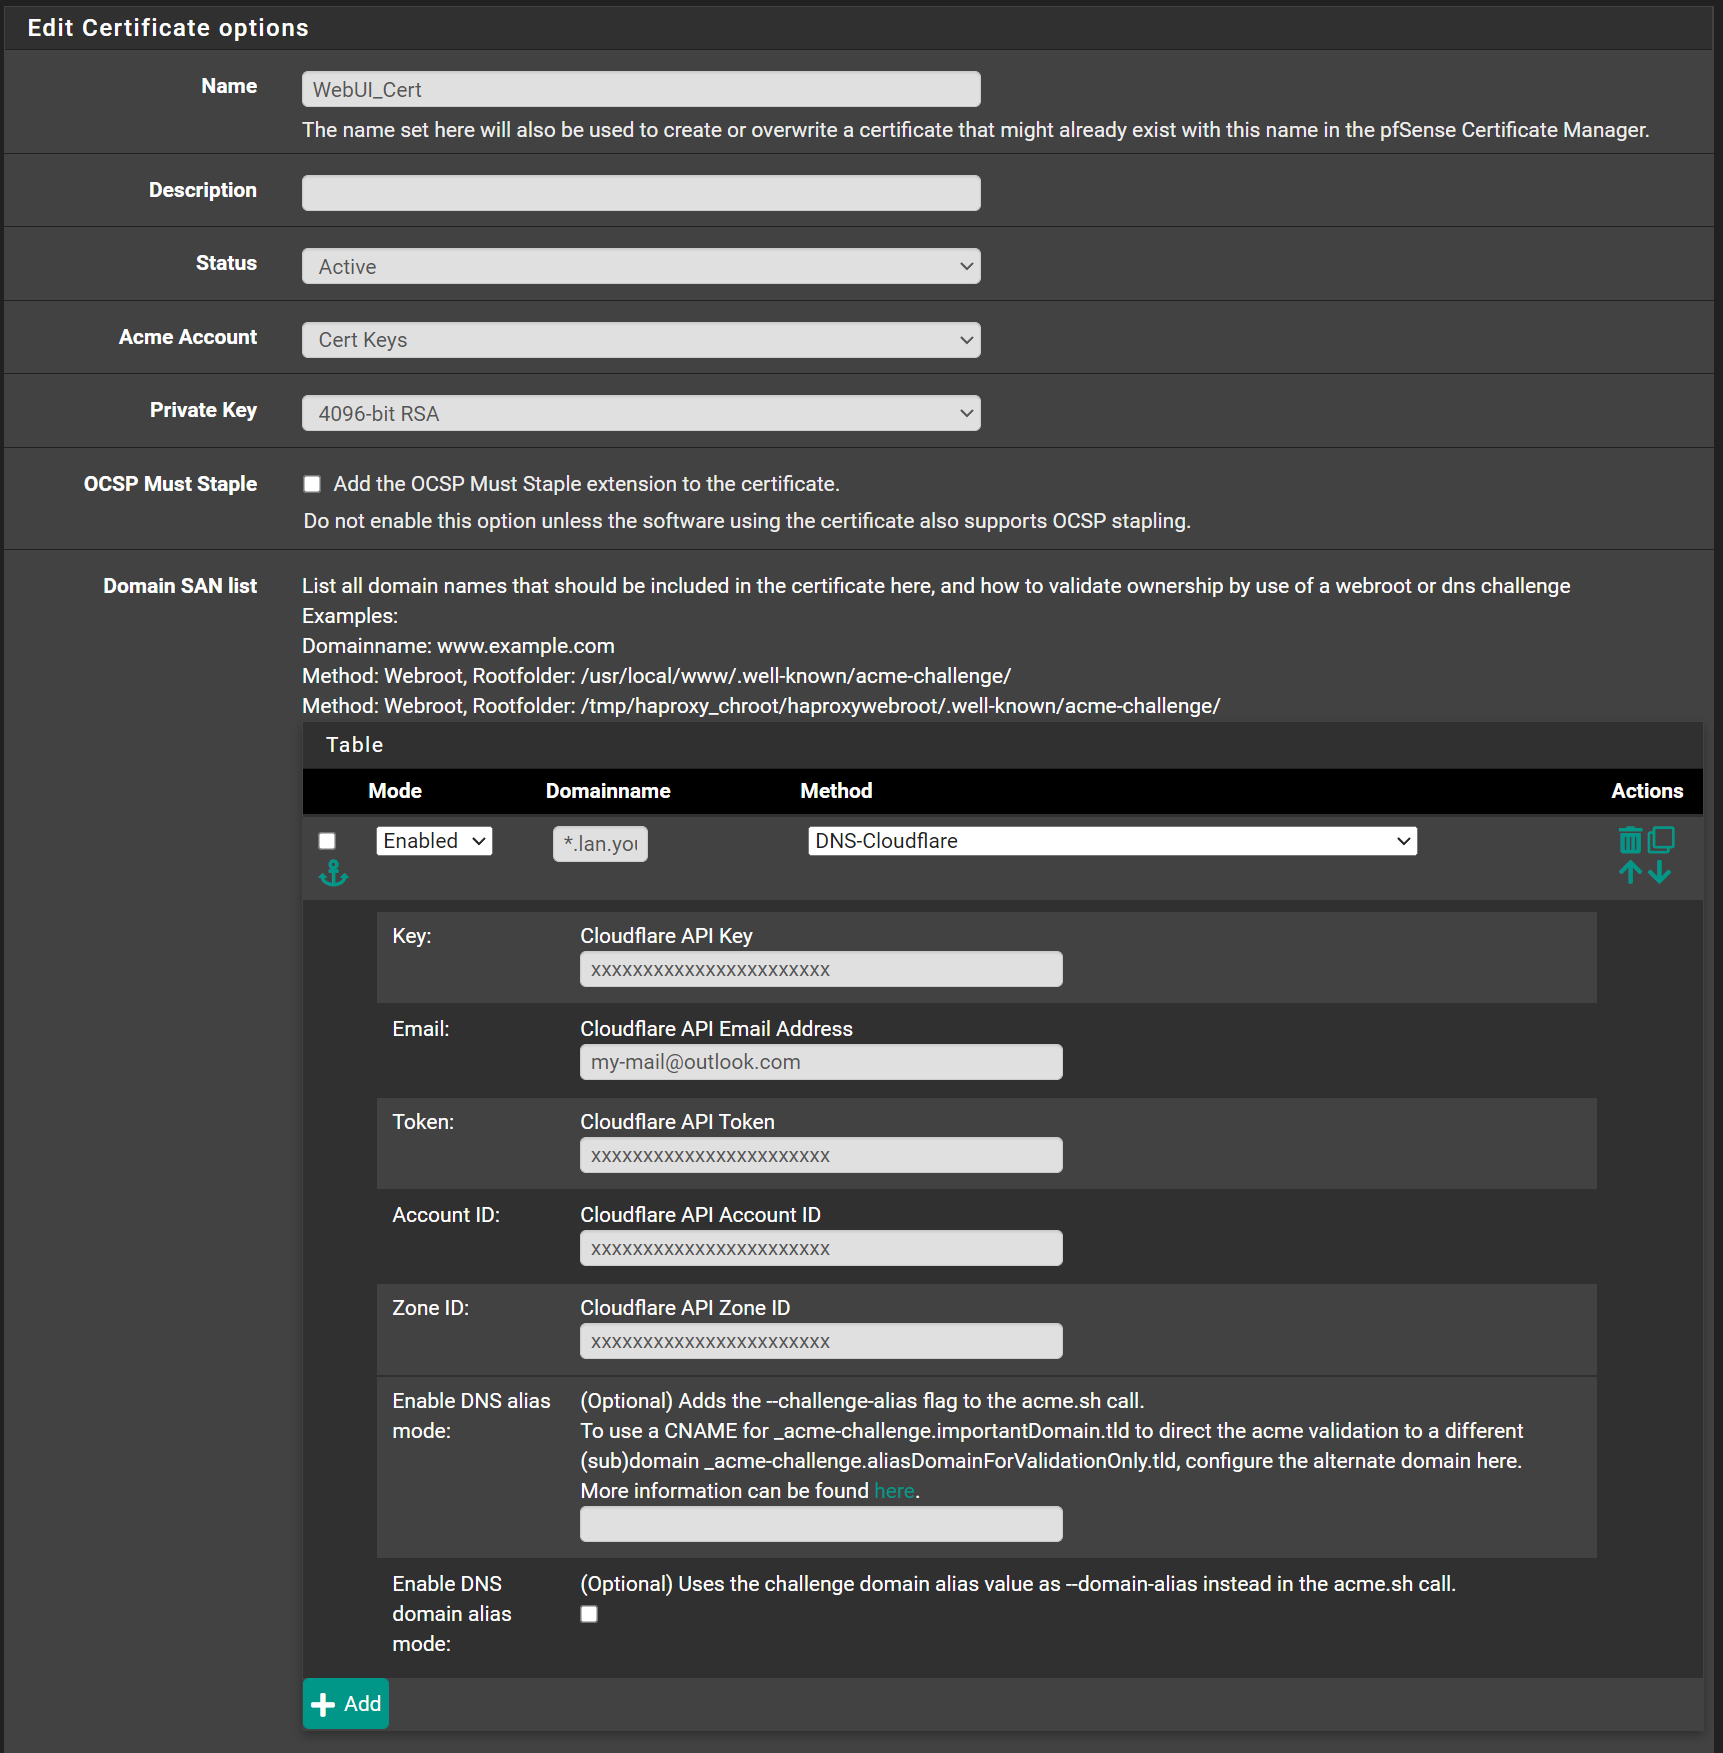 Edit Certificate options
Name
WebUI_Cert
The name set here will also be used to create or overwrite a certificate that might already exist with this name in the pfSense Certificate Manager.
Description
Status
Active
Acme Account
Cert Keys
Private Key
4096-bit RSA
OCSP Must Staple
Add the OCSP Must Staple extension to the certificate.
Do not enable this option unless the software using the certificate also supports OCSP stapling.
Domain SAN list
List all domain names that should be included in the certificate here, and how to validate ownership by use of a webroot or dns challenge
Examples:
Domainname: www.example.com
Method: Webroot, Rootfolder: /usr/local/www/.well-known/acme-challenge/
Method: Webroot, Rootfolder: /tmp/haproxy_chroot/haproxywebroot/.well-known/acme-challenge/
Table
Mode Domainname Method Actions
Enabled *.lan.you DNS-Cloudflare
Key: Cloudflare API Key
xxxxxxxxxxxxxxxxxxxxxxx
Email: Cloudflare API Email Address
my-mail@outlook.com
Token: Cloudflare API Token
xxxxxxxxxxxxxxxxxxxxxxx
Account ID: Cloudflare API Account ID
xxxxxxxxxxxxxxxxxxxxxxx
Zone ID: Cloudflare API Zone ID
xxxxxxxxxxxxxxxxxxxxxxx
Enable DNS alias mode:
(Optional) Adds the --challenge-alias flag to the acme.sh call.
To use a CNAME for _acme-challenge.importantDomain.tld to direct the acme validation to a different
(sub)domain _acme-challenge.aliasDomainForValidationOnly.tld, configure the alternate domain here.
More information can be found here.
Enable DNS domain alias mode:
(Optional) Uses the challenge domain alias value as --domain-alias instead in the acme.sh call.
Add